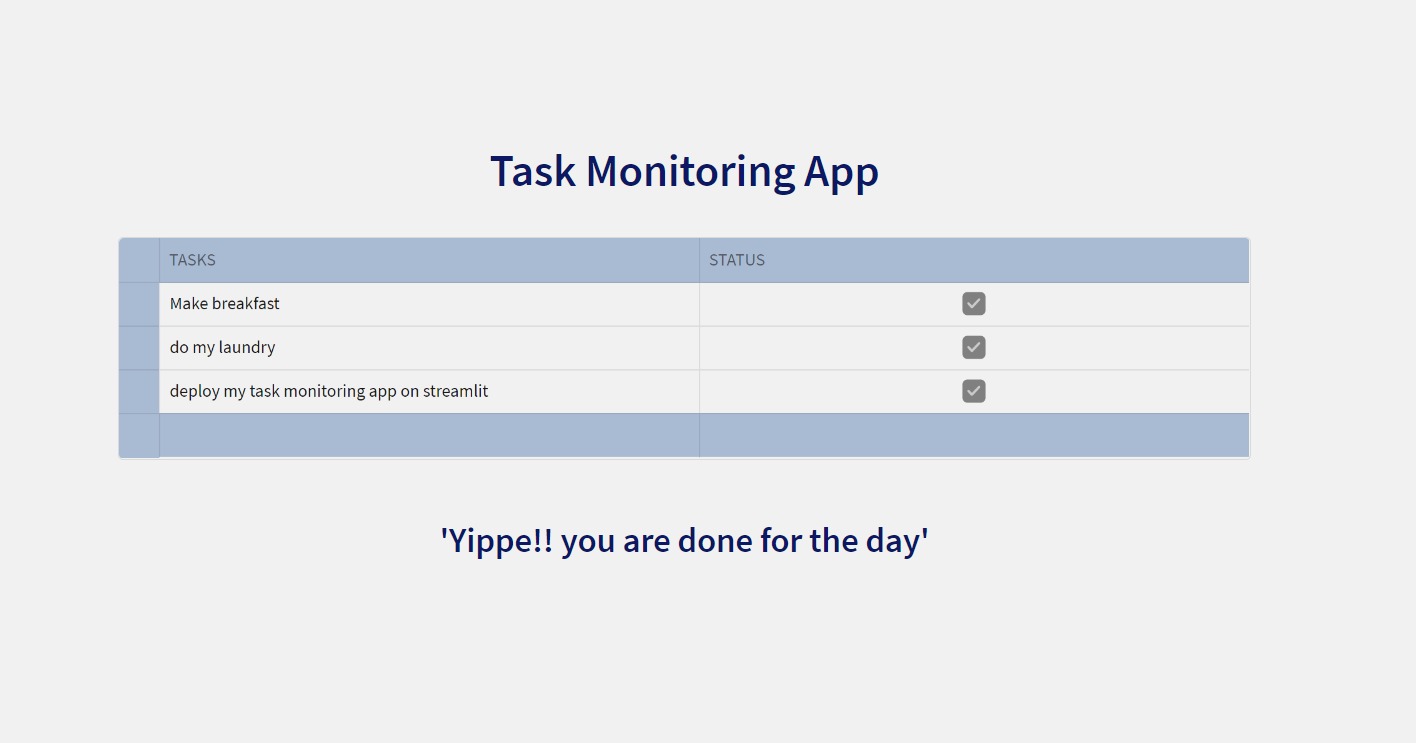 Task Monitoring App
TASKS STATUS
Make breakfast
do my laundry
deploy my task monitoring app on streamlit
'Yippe!! you are done for the day'